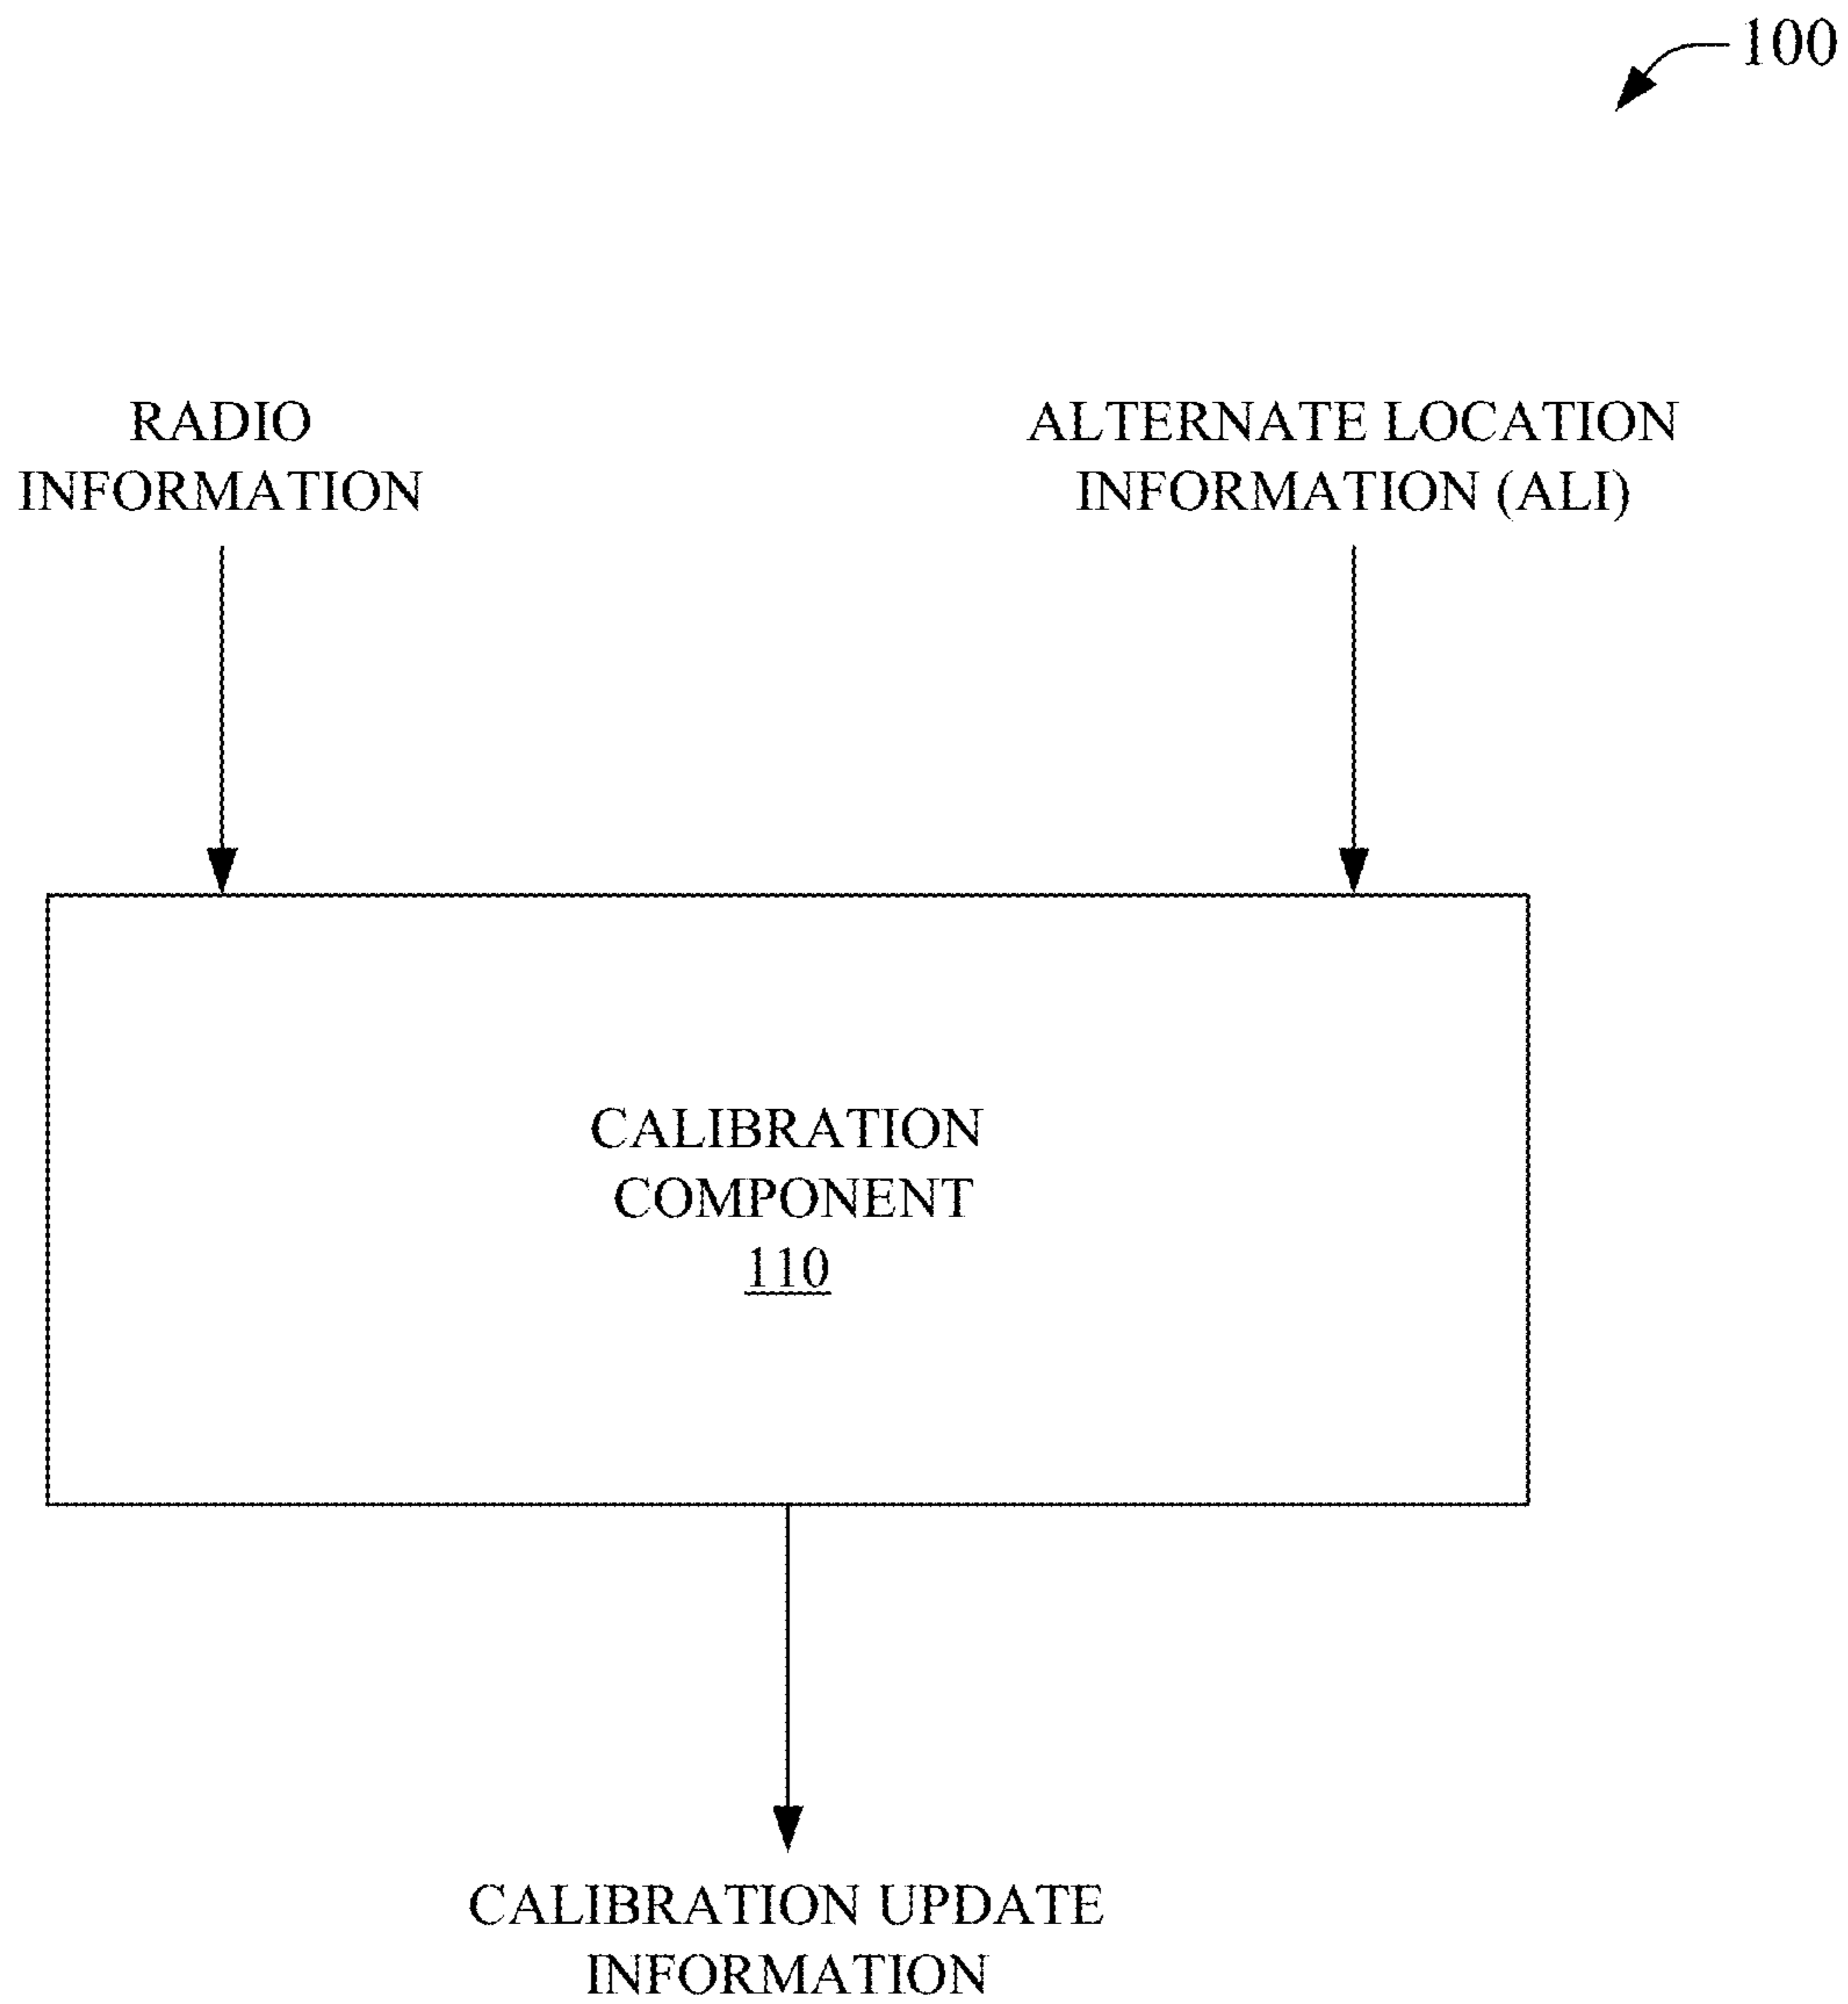 100
RADIO
INFORMATION
ALTERNATE LOCATION
INFORMATION (ALI)
CALIBRATION
COMPONENT
110
CALIBRATION UPDATE
INFORMATION